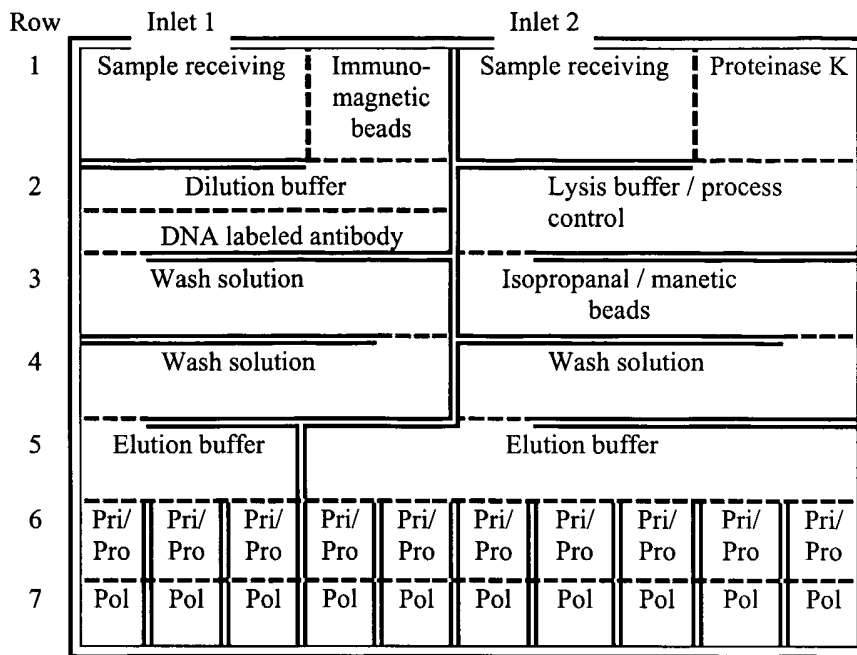 Row Inlet 1 Inlet 2
1 Sample receiving Immuno- Sample receiving Proteinase K
magnetic
beads
2 Dilution buffer Lysis buffer / process
control
DNA labeled antibody
3 Wash solution Isopropanal / manetic
beads
4 Wash solution Wash solution
5 Elution buffer Elution buffer
6 Pri/ Pri/ Pri/ Pri/ Pri/ Pri/ Pri/ Pri/ Pri/ Pri/
Pro Pro Pro Pro Pro Pro Pro Pro Pro Pro
7 Pol Pol Pol Pol Pol Pol Pol Pol Pol Pol